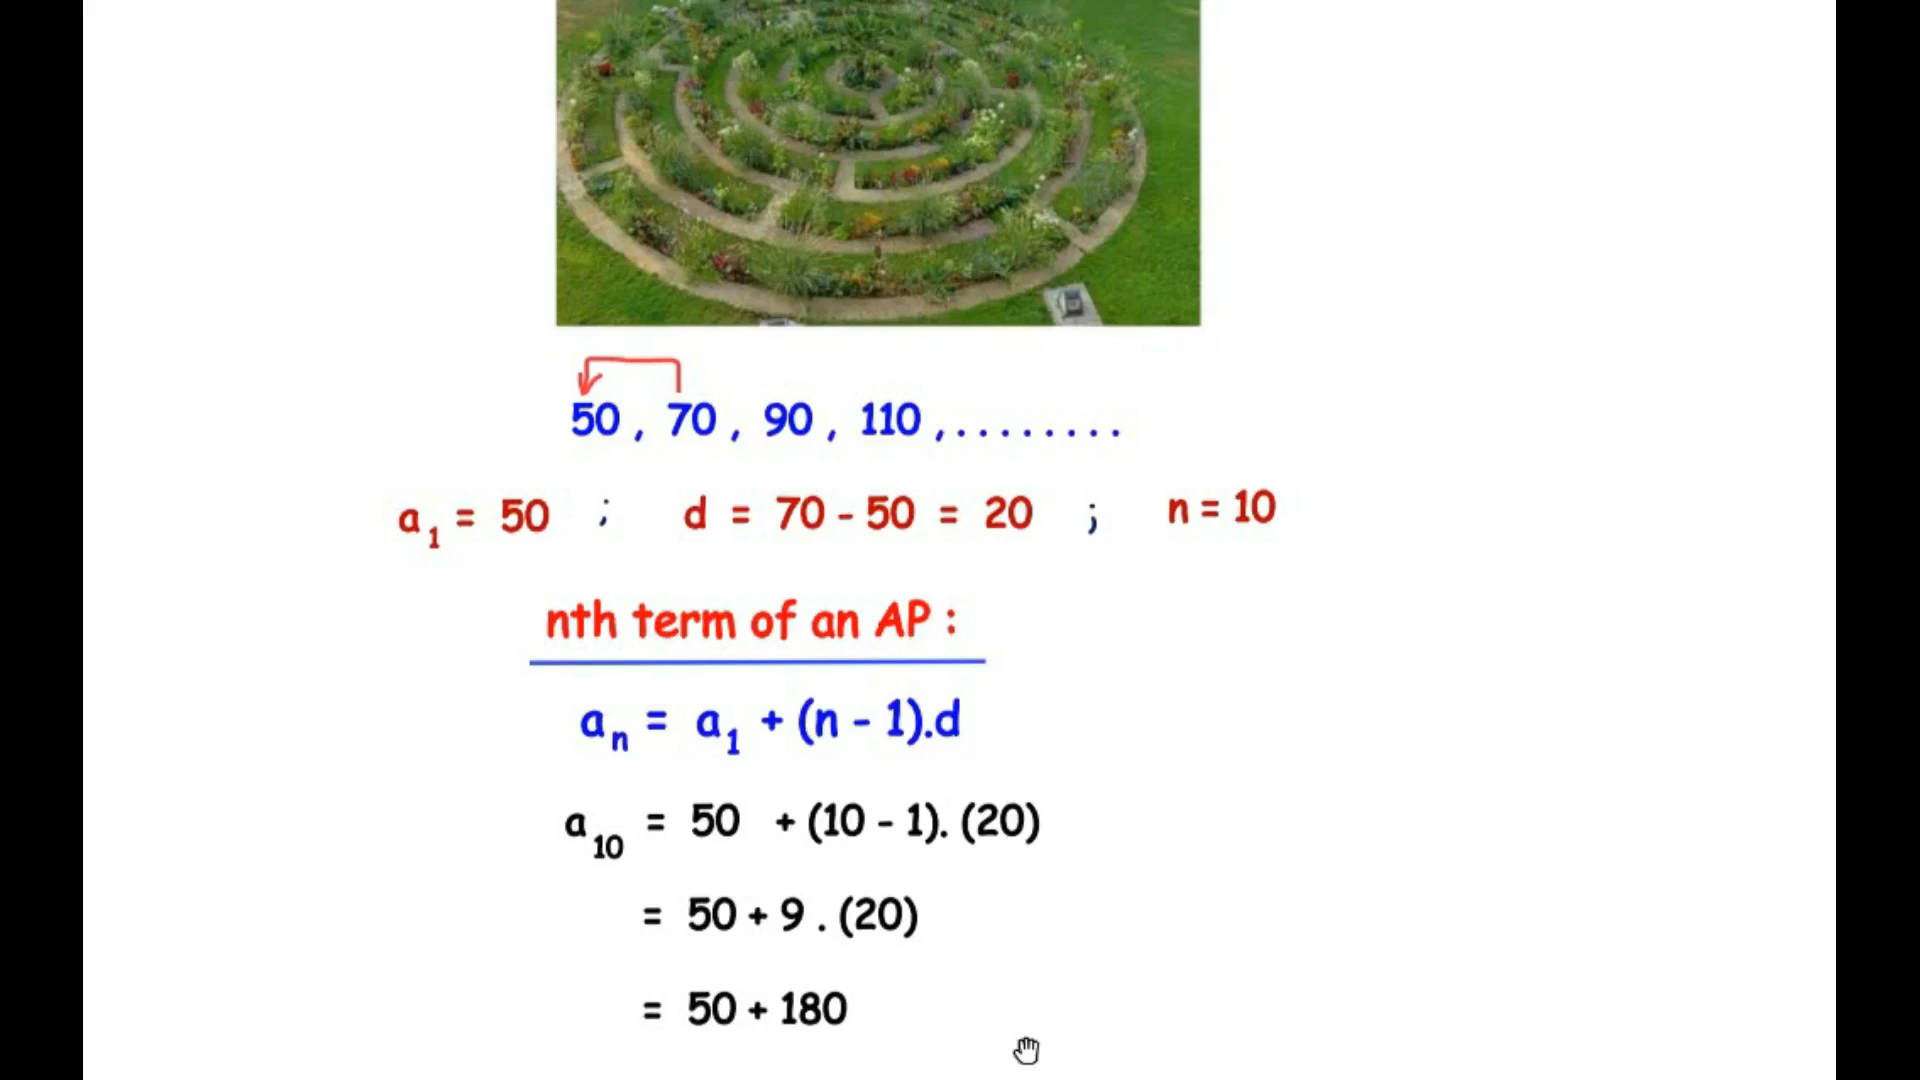 50 , 70 , 90 , 110 , . . . . . . . .
a₁ = 50 ; d = 70 - 50 = 20 ; n = 10
nth term of an AP :
aₙ = a₁ + (n - 1).d
a₁₀ = 50 + (10 - 1). (20)
= 50 + 9 . (20)
= 50 + 180